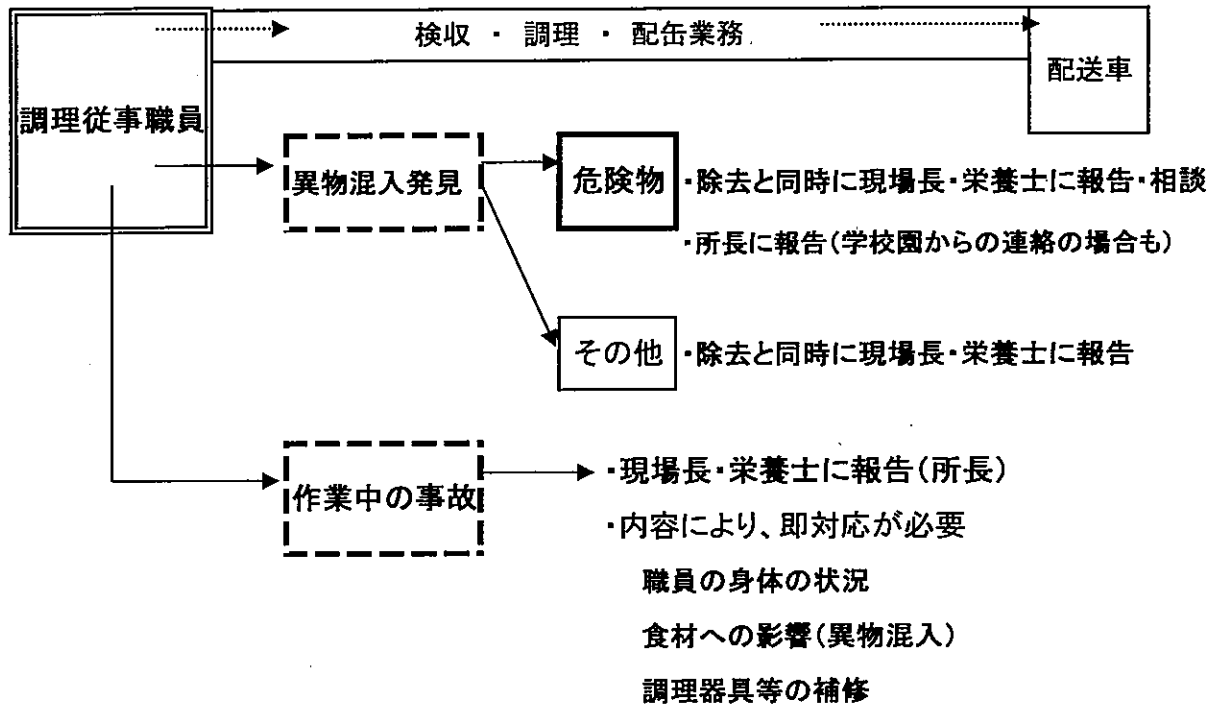 検収 ・ 調理 ・ 配缶業務
配送車
調理従事職員
異物混入発見
危険物
・除去と同時に現場長・栄養士に報告・相談
・所長に報告(学校園からの連絡の場合も)
その他
・除去と同時に現場長・栄養士に報告
作業中の事故
・現場長・栄養士に報告(所長)
・内容により、即対応が必要
職員の身体の状況
食材への影響(異物混入)
調理器具等の補修